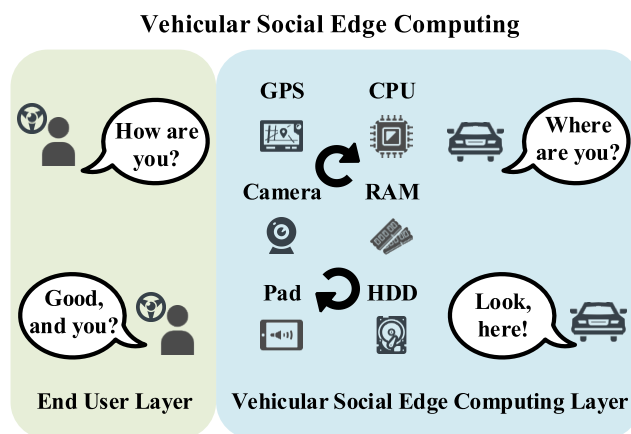 Vehicular Social Edge Computing
How are
you?
Good,
and you?
End User Layer
GPS
CPU
Camera
RAM
Pad
HDD
Where
are you?
Look,
here!
Vehicular Social Edge Computing Layer